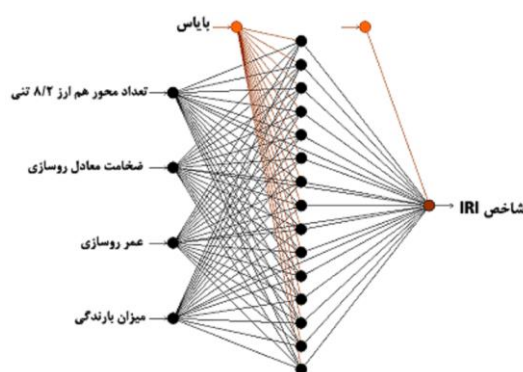 بایاس
تعداد محور هم ارز ۸/۲ تنی
ضخامت معادل روسازی
شاخص IRI
عمر روسازی
میزان بارندگی